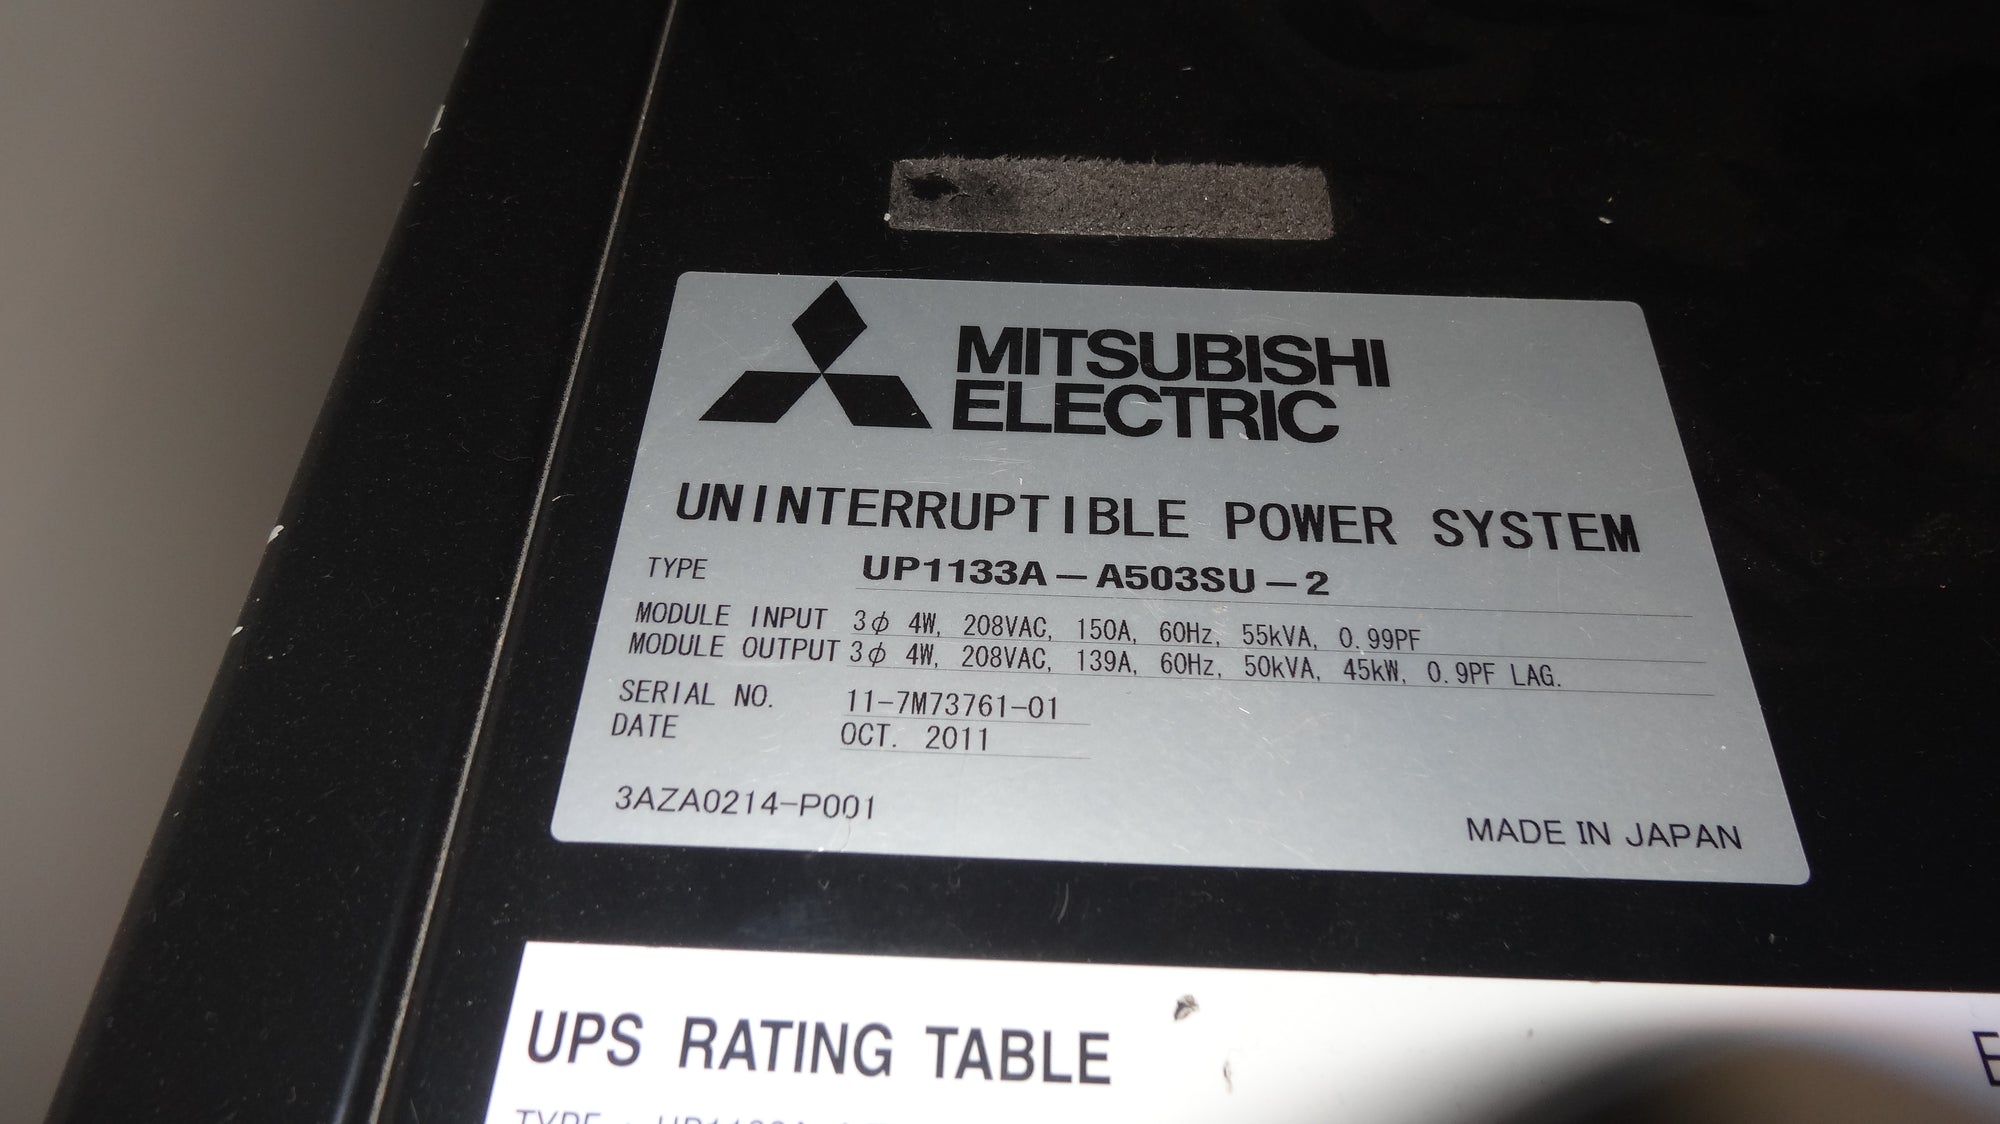 MITSUBISHI
ELECTRIC
UNINTERRUPTIBLE POWER SYSTEM
TYPE UP1133A-A503SU-2
MODULE INPUT 3ϕ 4W, 208VAC, 150A, 60Hz, 55kVA, 0.99PF
MODULE OUTPUT 3ϕ 4W, 208VAC, 139A, 60Hz, 50kVA, 45kW, 0.9PF LAG.
SERIAL NO. 11-7M73761-01
DATE OCT. 2011
3AZA0214-P001
MADE IN JAPAN
UPS RATING TABLE
TYPE :